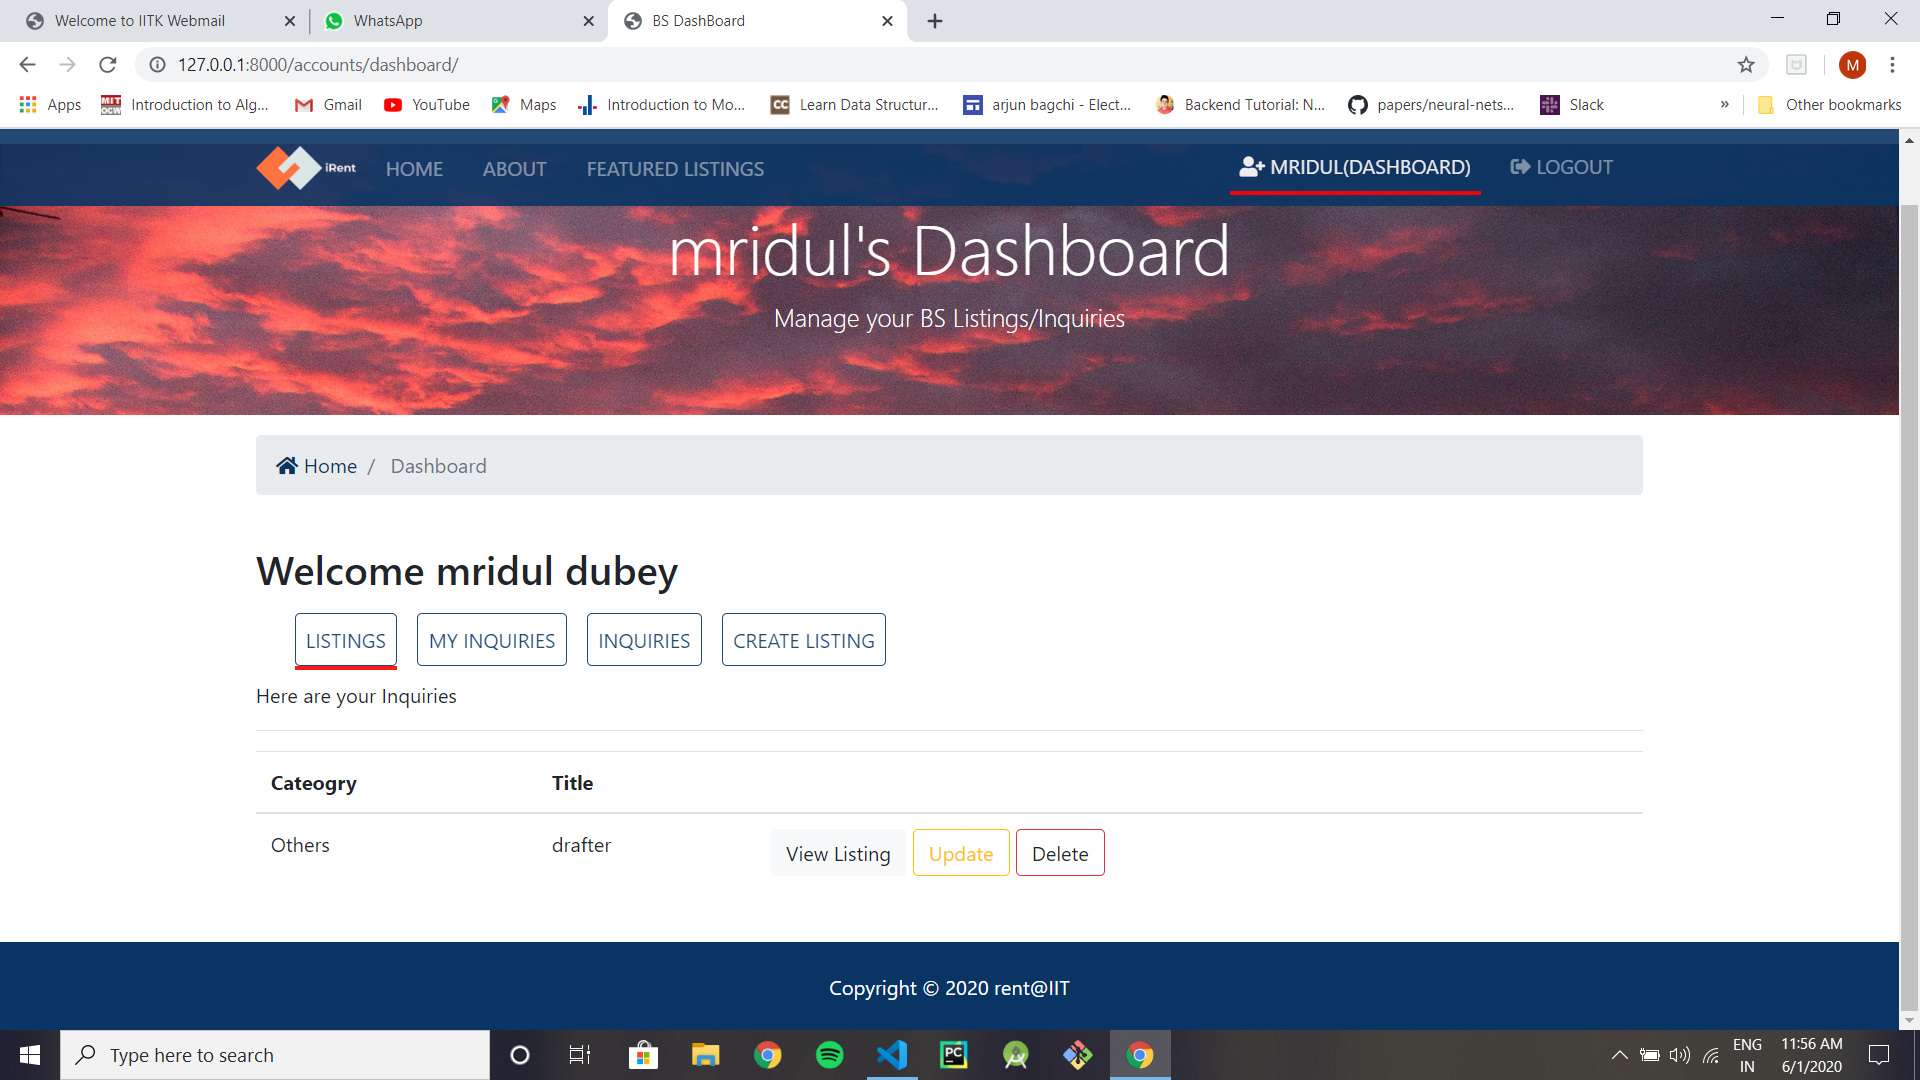 Welcome to IITK Webmail
WhatsApp
BS DashBoard
127.0.0.1:8000/accounts/dashboard/
M
Apps
MIT OCW
Introduction to Alg...
Gmail
YouTube
Maps
Introduction to Mo...
CC
Learn Data Structur...
arjun bagchi - Elect...
Backend Tutorial: N...
papers/neural-nets...
Slack
»
Other bookmarks
iRent
HOME
ABOUT
FEATURED LISTINGS
MRIDUL(DASHBOARD)
LOGOUT
mridul's Dashboard
Manage your BS Listings/Inquiries
Home / Dashboard
Welcome mridul dubey
LISTINGS
MY INQUIRIES
INQUIRIES
CREATE LISTING
Here are your Inquiries
Cateogry Title
Others drafter View Listing Update Delete
Copyright © 2020 rent@IIT
Type here to search
PC
ENG
IN
11:56 AM
6/1/2020